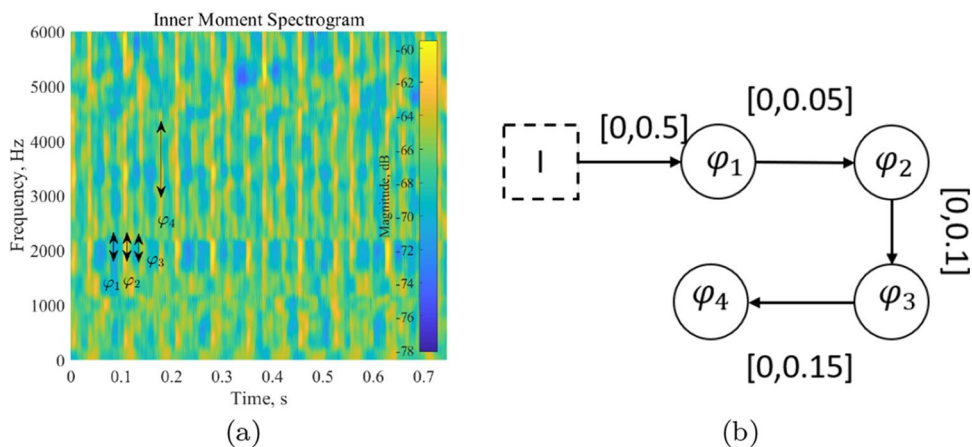 Inner Moment Spectrogram
6000
5000
4000
3000
2000
1000
0
Frequency, Hz
0 0.1 0.2 0.3 0.4 0.5 0.6 0.7
Time, s
φ4
φ1 φ2 φ3
Magnitude, dB
-60
-62
-64
-66
-68
-70
-72
-74
-76
-78
(a)
[0,0.05]
[0,0.5]
I
φ1
φ2
[0,0.1]
φ4
φ3
[0,0.15]
(b)